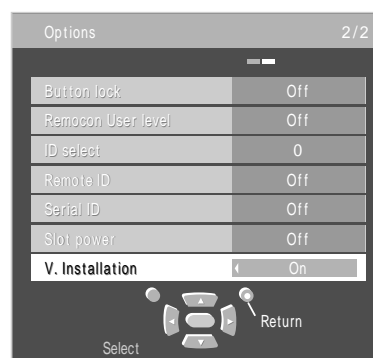 Options 2/2
Button lock Off
Remocon User level Off
ID select 0
Remote ID Off
Serial ID Off
Slot power Off
V. Installation On
Return
Select